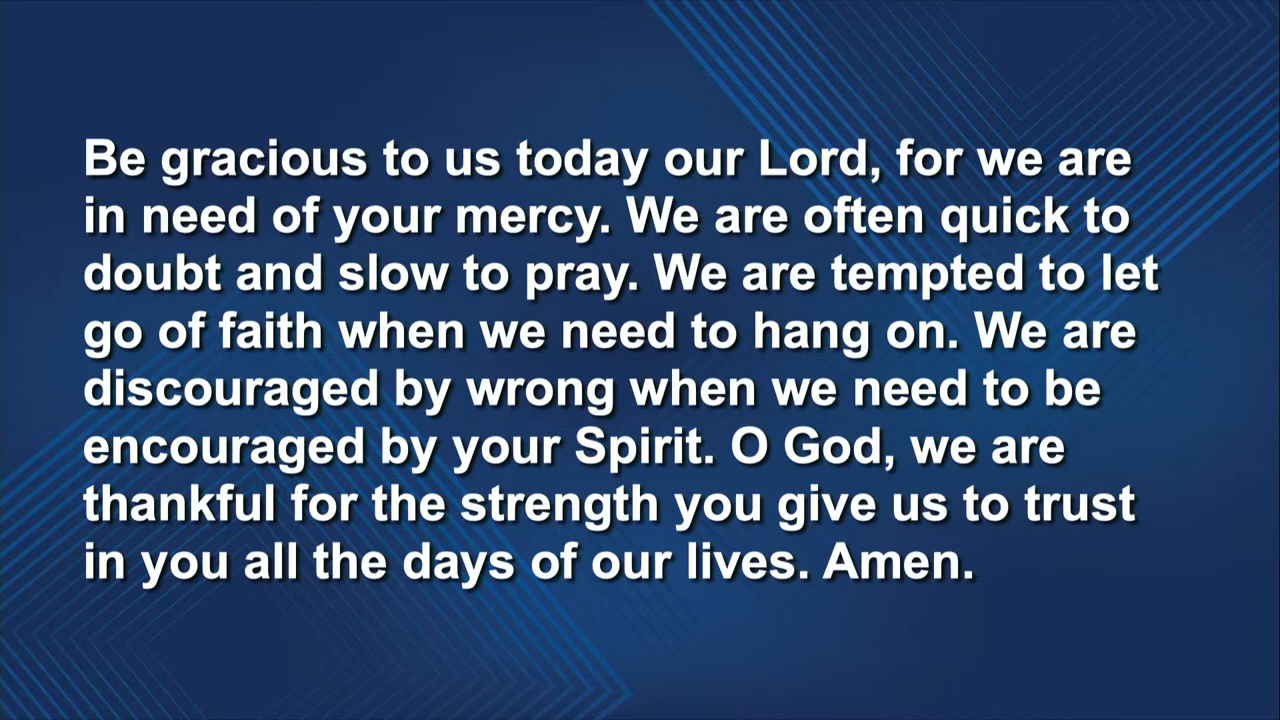 Be gracious to us today our Lord, for we are
in need of your mercy. We are often quick to
doubt and slow to pray. We are tempted to let
go of faith when we need to hang on. We are
discouraged by wrong when we need to be
encouraged by your Spirit. O God, we are
thankful for the strength you give us to trust
in you all the days of our lives. Amen.